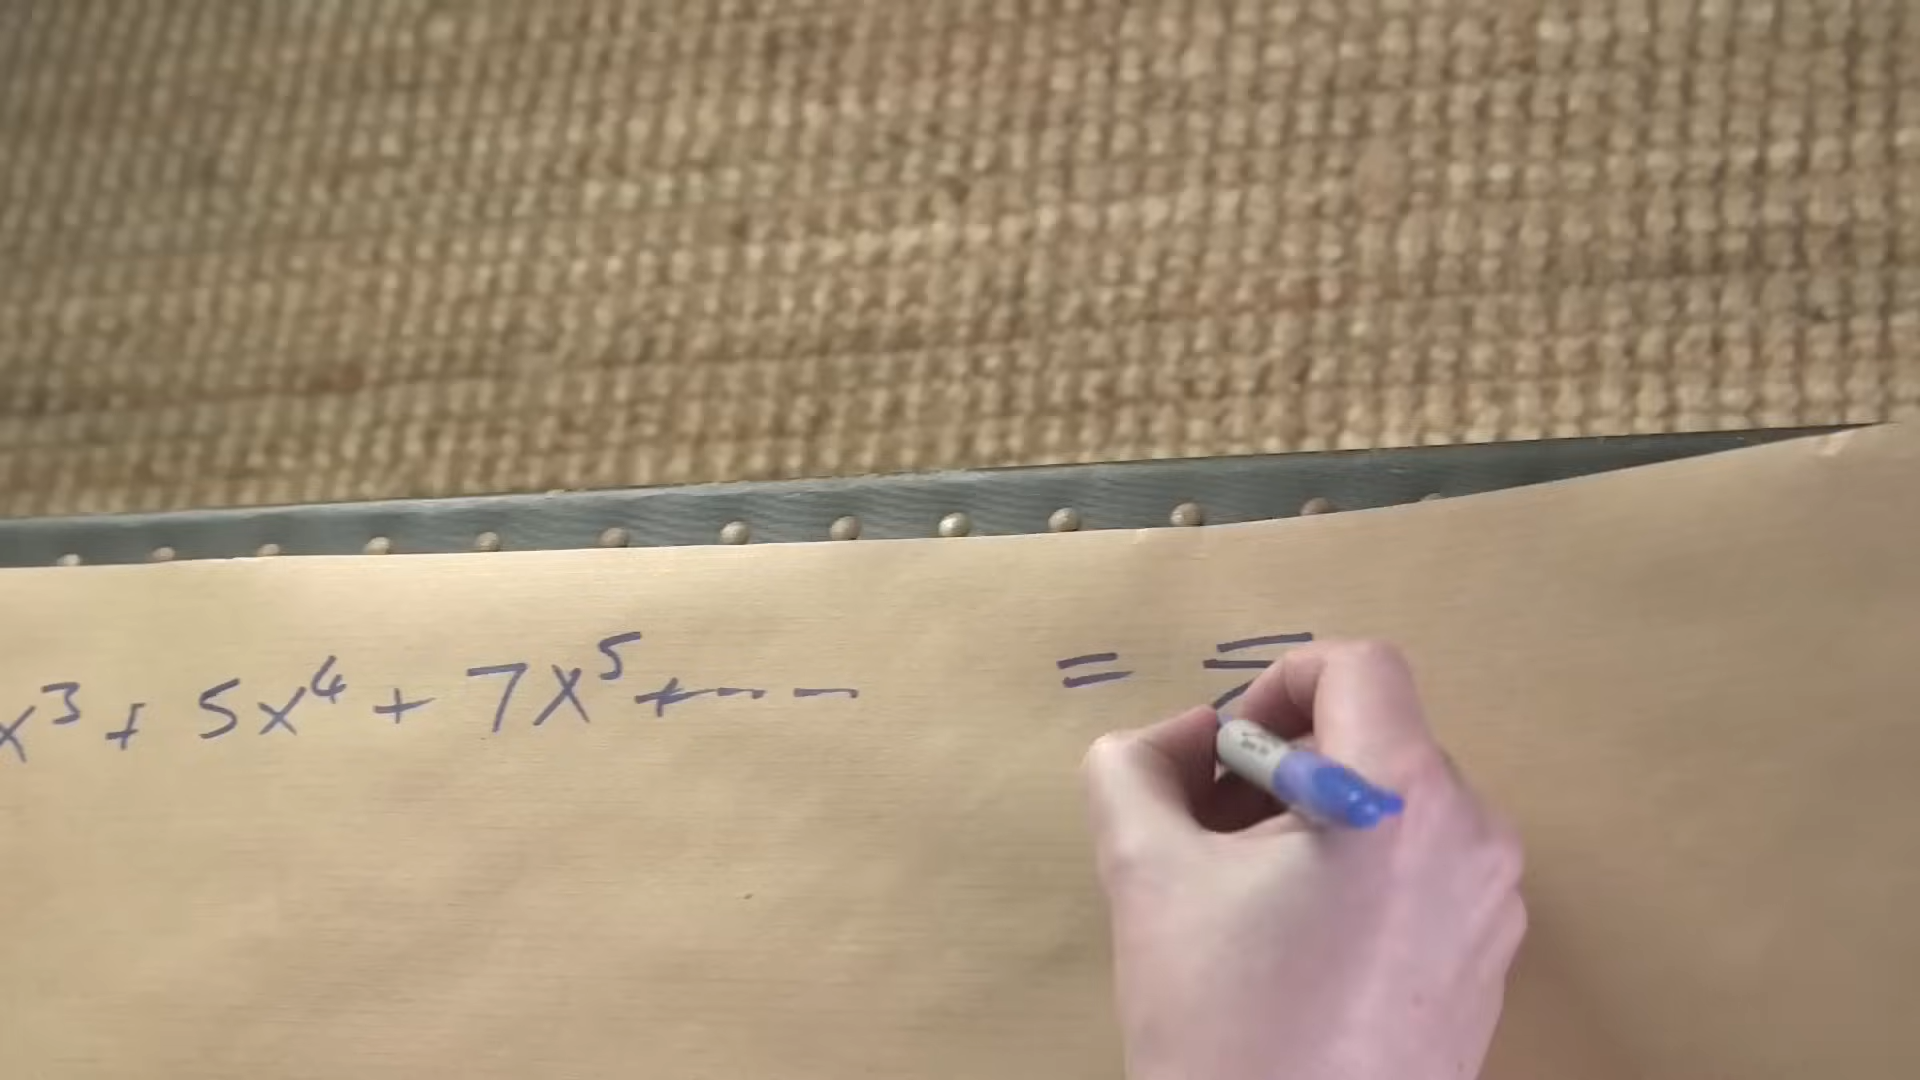 x³ + 5x⁴ + 7x⁵ + --- =